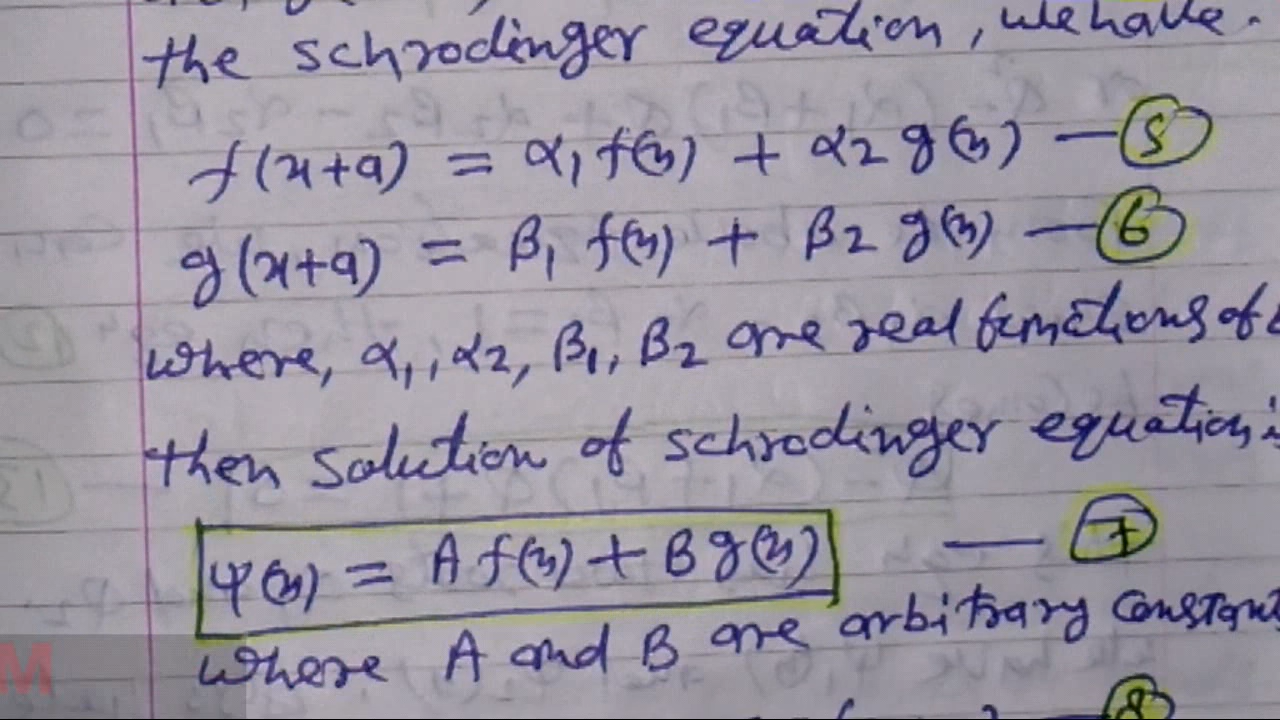 the schrodinger equation, we have.
f(x+a) = α1 f(x) + α2 g(x) — 5
g(x+a) = β1 f(x) + β2 g(x) — 6
where, α1, α2, β1, β2 are real functions of
then solution of schrodinger equation
ψ(x) = A f(x) + B g(x) — 7
where A and B are arbitrary constant
8
M